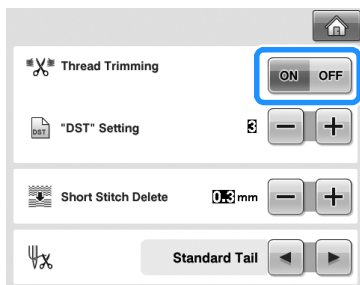 Thread Trimming
ON OFF
DST
"DST" Setting
3
Short Stitch Delete
0.3 mm
Standard Tail